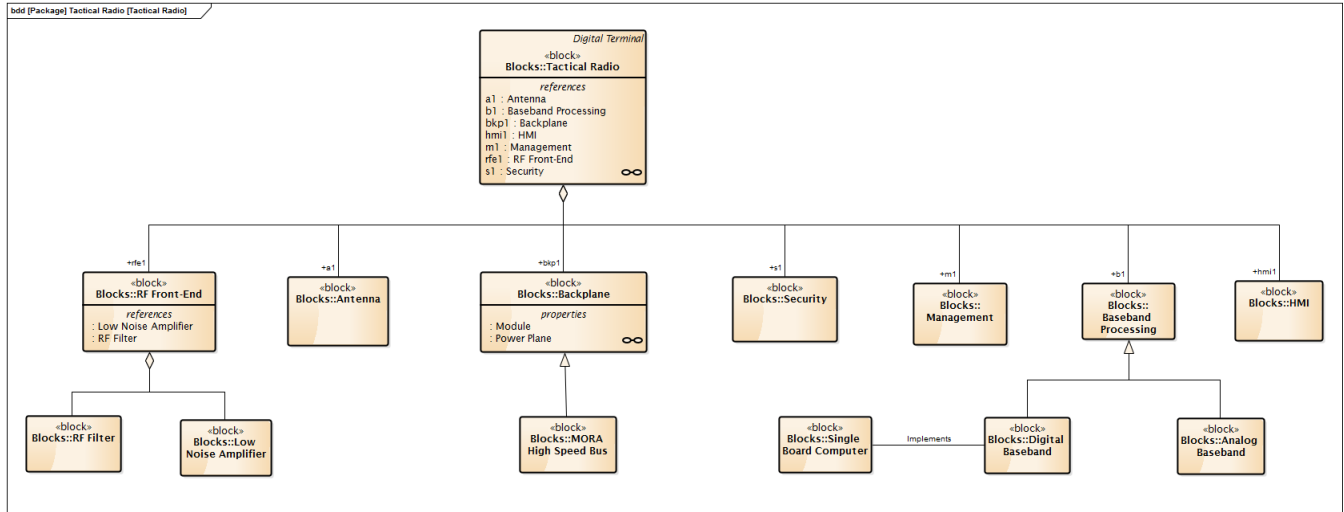 bdd [Package] Tactical Radio [Tactical Radio]
Digital Terminal
«block»
Blocks::Tactical Radio
references
a1 : Antenna
b1 : Baseband Processing
bkp1 : Backplane
hmi1 : HMI
m1 : Management
rfe1 : RF Front-End
s1 : Security
+rfe1
+a1
+bkp1
+s1
+m1
+b1
+hmi1
«block»
Blocks::RF Front-End
references
: Low Noise Amplifier
: RF Filter
«block»
Blocks::Antenna
«block»
Blocks::Backplane
properties
: Module
: Power Plane
«block»
Blocks::Security
«block»
Blocks::
Management
«block»
Blocks::
Baseband
Processing
«block»
Blocks::HMI
«block»
Blocks::RF Filter
«block»
Blocks::Low
Noise Amplifier
«block»
Blocks::MORA
High Speed Bus
«block»
Blocks::Single
Board Computer
Implements
«block»
Blocks::Digital
Baseband
«block»
Blocks::Analog
Baseband